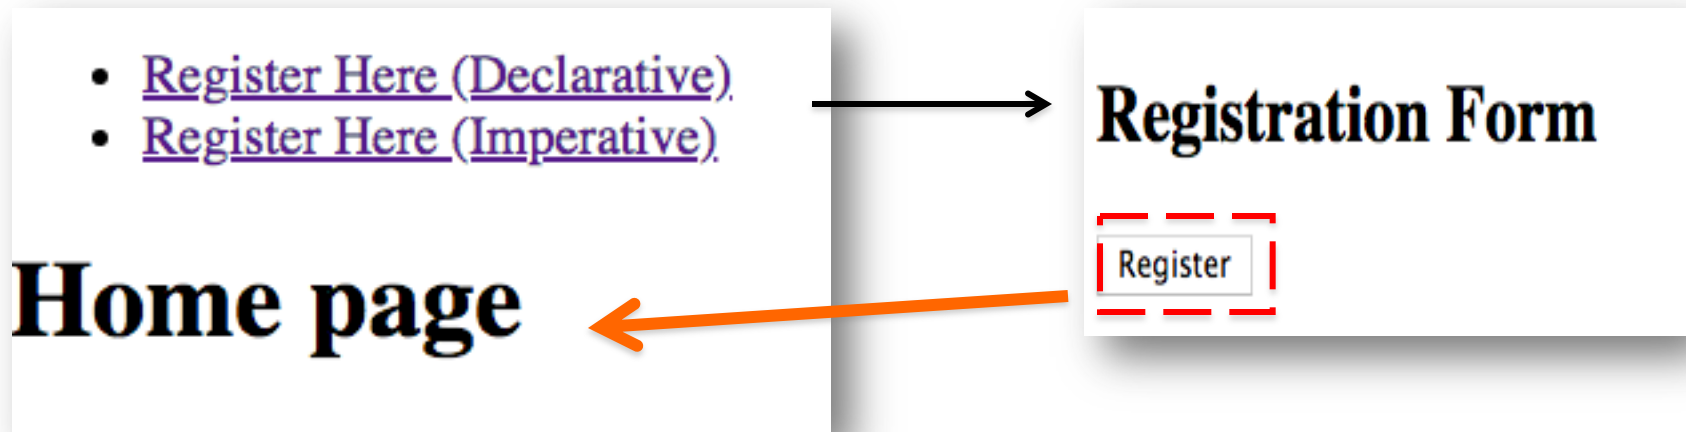 Register Here (Declarative)
Register Here (Imperative)
Home page
Registration Form
Register